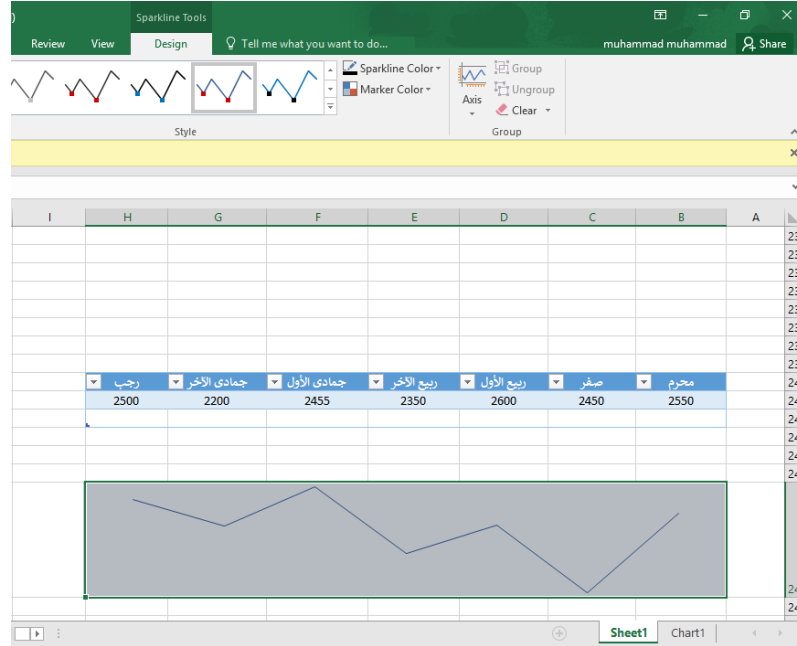 )
Sparkline Tools
Review View Design Tell me what you want to do... muhammad muhammad Share
Sparkline Color
Marker Color
Axis
Group
Ungroup
Clear
Style
Group
A B C D E F G H I
محرم صفر ربيع الأول ربيع الآخر جمادى الأول جمادى الآخر رجب
2550 2450 2600 2350 2455 2200 2500
Sheet1 Chart1